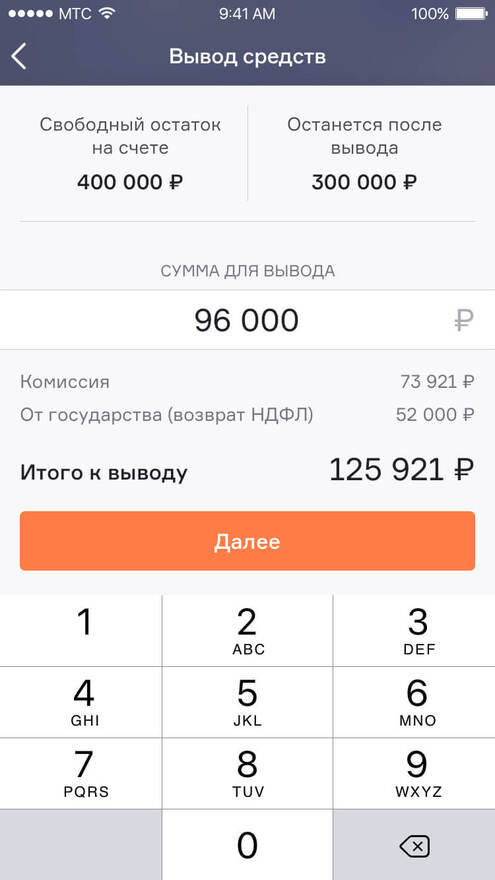 МТС 9:41 AM 100%
Вывод средств
Свободный остаток
на счете
400 000 ₽
Останется после
вывода
300 000 ₽
СУММА ДЛЯ ВЫВОДА
96 000 ₽
Комиссия 73 921 ₽
От государства (возврат НДФЛ) 52 000 ₽
Итого к выводу 125 921 ₽
Далее
1 2 3
ABC DEF
4 5 6
GHI JKL MNO
7 8 9
PQRS TUV WXYZ
0